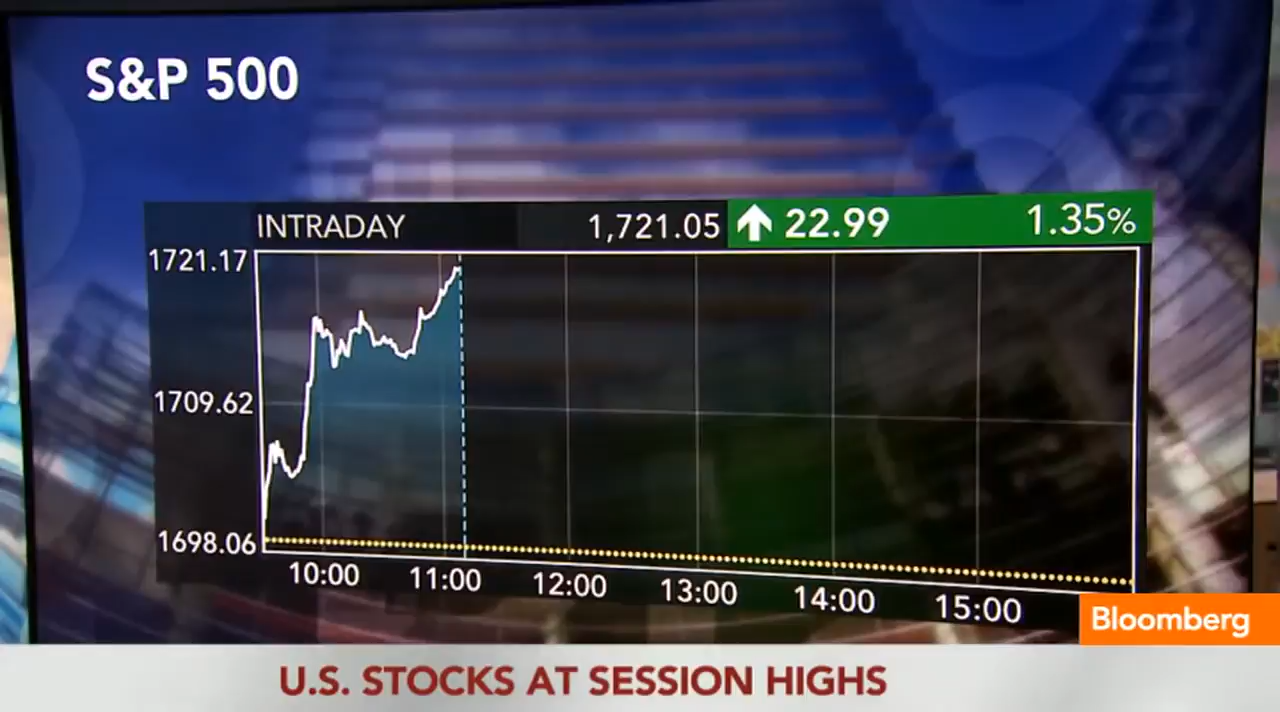 S&P 500
INTRADAY 1,721.05 22.99 1.35%
1721.17
1709.62
1698.06
10:00 11:00 12:00 13:00 14:00 15:00
Bloomberg
U.S. STOCKS AT SESSION HIGHS